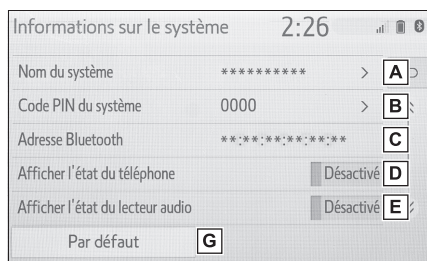 Informations sur le système 2:26
Nom du système ********** > A
Code PIN du système 0000 > B
Adresse Bluetooth **:**:**:**:**:** C
Afficher l'état du téléphone Désactivé D
Afficher l'état du lecteur audio Désactivé E
Par défaut G